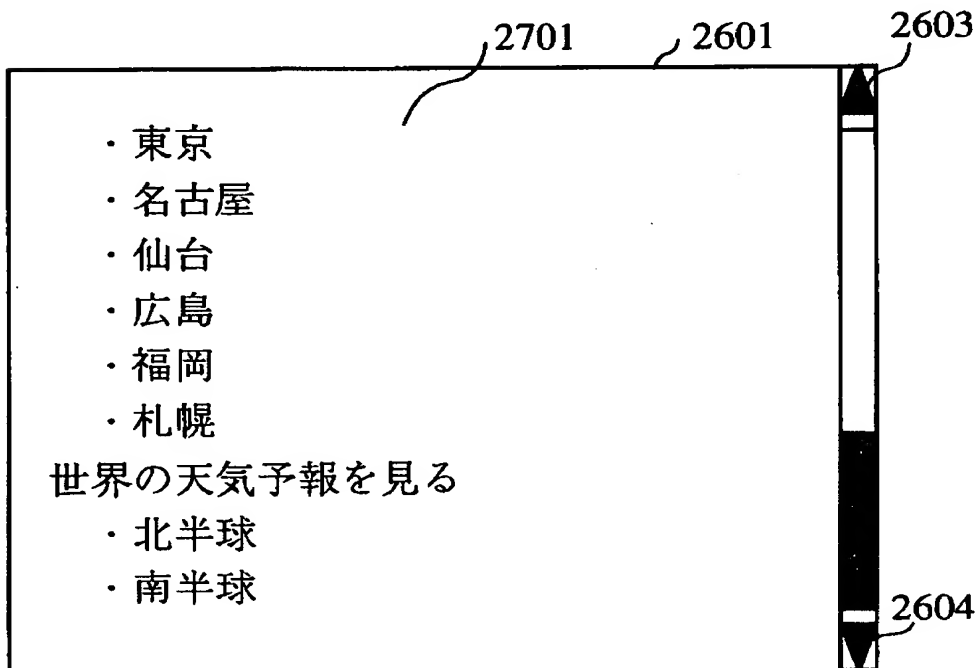 2701 2601 2603
・東京
・名古屋
・仙台
・広島
・福岡
・札幌
世界の天気予報を見る
・北半球
・南半球
2604